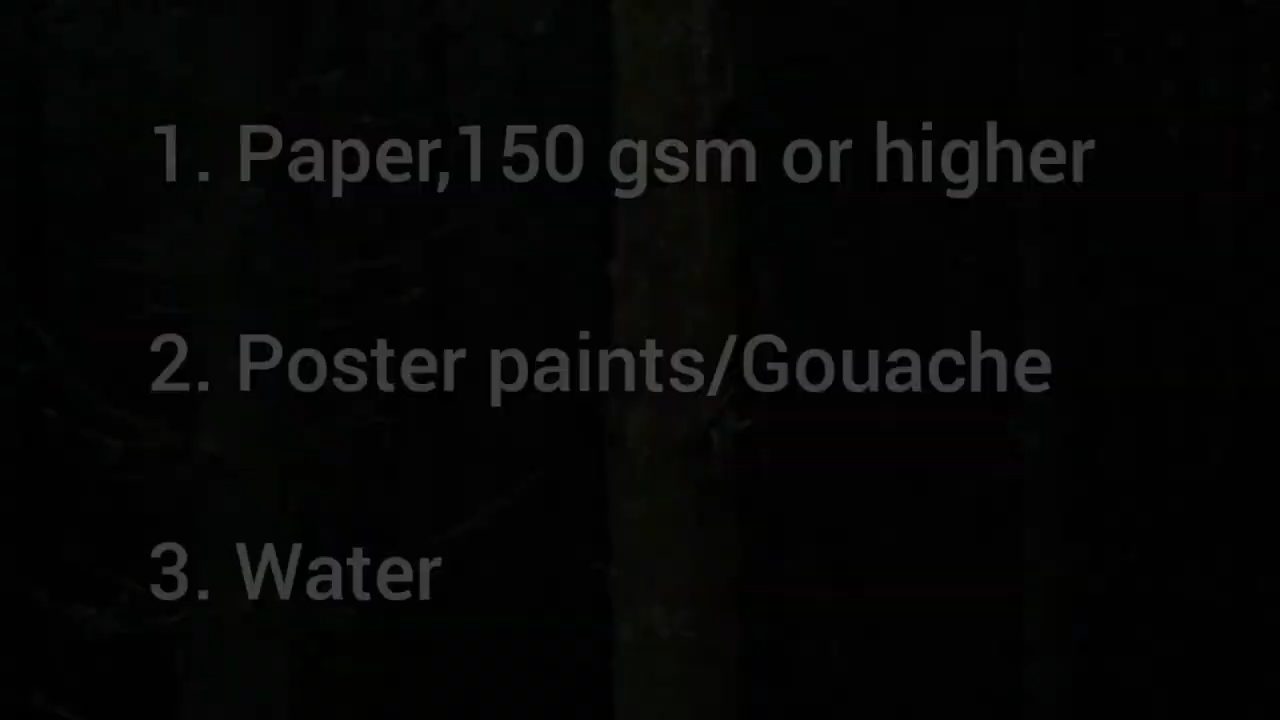 1. Paper,150 gsm or higher
2. Poster paints/Gouache
3. Water